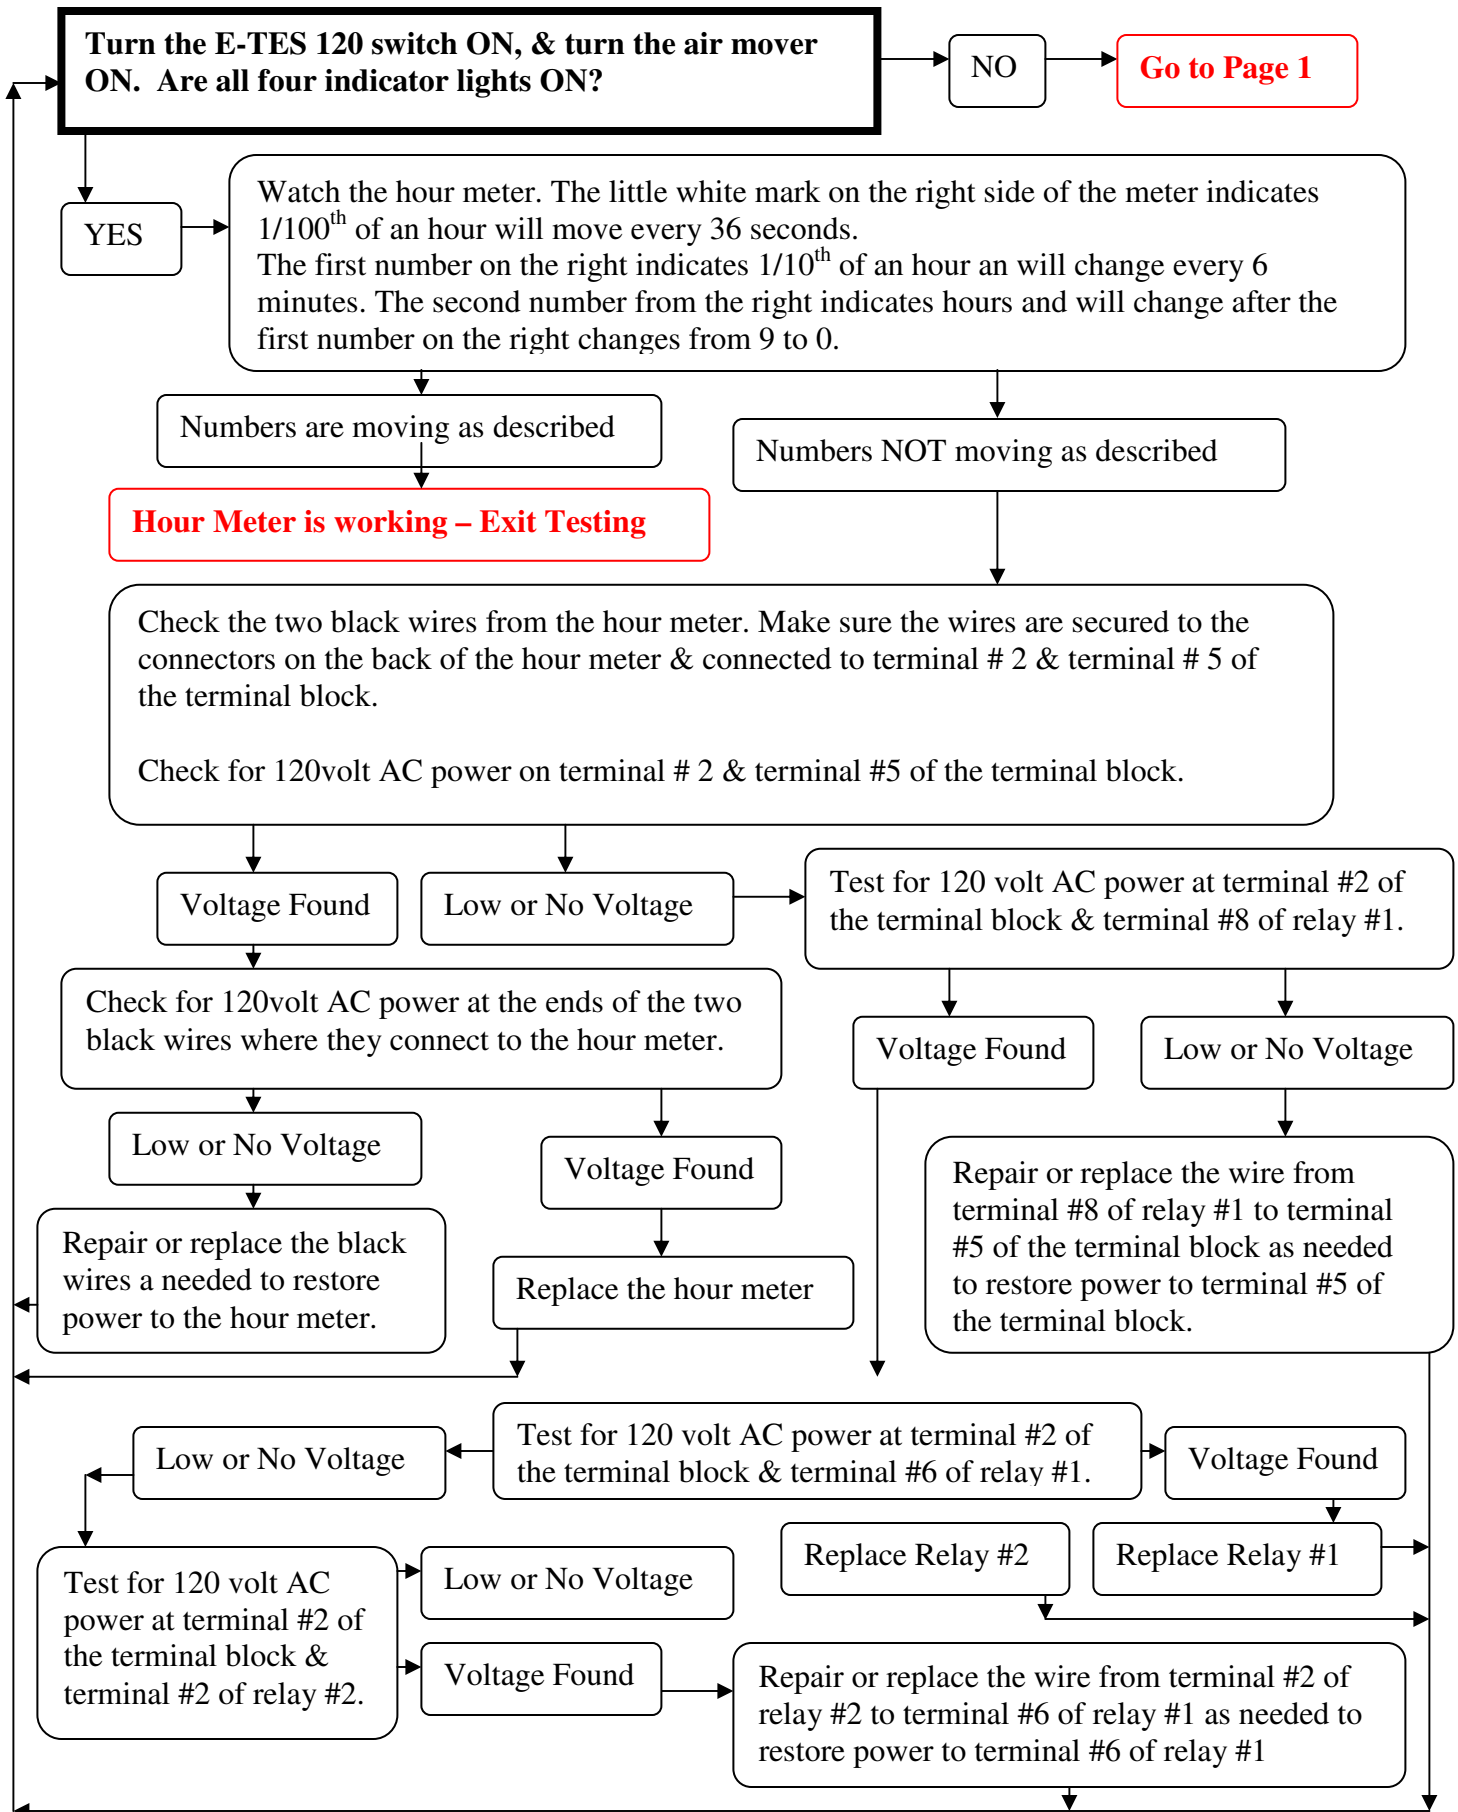 Turn the E-TES 120 switch ON, & turn the air mover
ON.  Are all four indicator lights ON?
NO
Go to Page 1
YES
Watch the hour meter. The little white mark on the right side of the meter indicates
1/100th of an hour will move every 36 seconds.
The first number on the right indicates 1/10th of an hour an will change every 6
minutes. The second number from the right indicates hours and will change after the
first number on the right changes from 9 to 0.
Numbers are moving as described
Numbers NOT moving as described
Hour Meter is working – Exit Testing
Check the two black wires from the hour meter. Make sure the wires are secured to the
connectors on the back of the hour meter & connected to terminal # 2 & terminal # 5 of
the terminal block.
Check for 120volt AC power on terminal # 2 & terminal #5 of the terminal block.
Voltage Found
Low or No Voltage
Test for 120 volt AC power at terminal #2 of
the terminal block & terminal #8 of relay #1.
Check for 120volt AC power at the ends of the two
black wires where they connect to the hour meter.
Voltage Found
Low or No Voltage
Low or No Voltage
Voltage Found
Repair or replace the wire from
terminal #8 of relay #1 to terminal
#5 of the terminal block as needed
to restore power to terminal #5 of
the terminal block.
Repair or replace the black
wires a needed to restore
power to the hour meter.
Replace the hour meter
Low or No Voltage
Test for 120 volt AC power at terminal #2 of
the terminal block & terminal #6 of relay #1.
Voltage Found
Replace Relay #2
Replace Relay #1
Test for 120 volt AC
power at terminal #2 of
the terminal block &
terminal #2 of relay #2.
Low or No Voltage
Voltage Found
Repair or replace the wire from terminal #2 of
relay #2 to terminal #6 of relay #1 as needed to
restore power to terminal #6 of relay #1